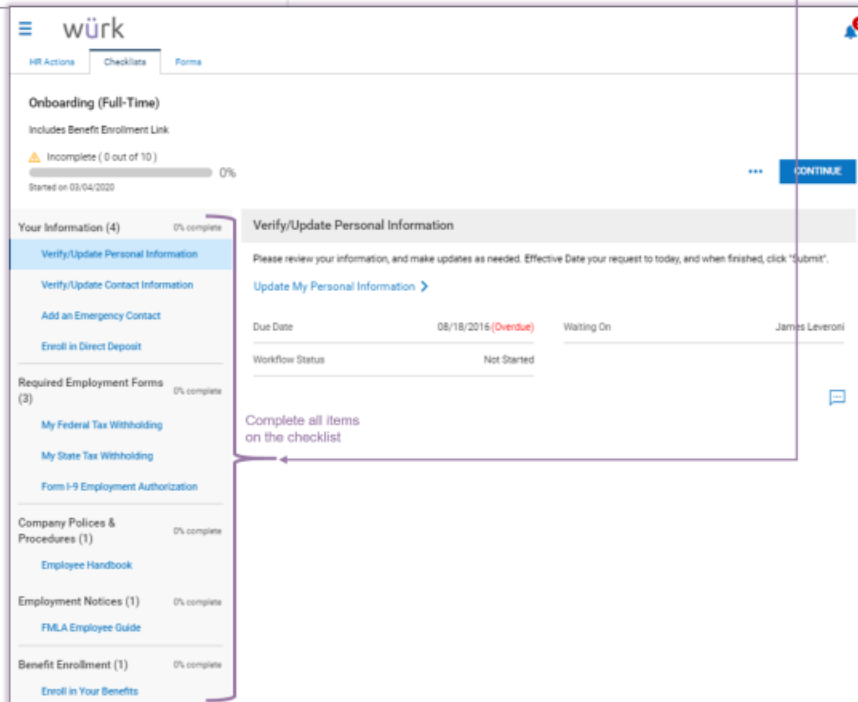 würk
HR Actions Checklists Forms
Onboarding (Full-Time)
Includes Benefit Enrollment Link
Incomplete ( 0 out of 10 )
0%
Started on 03/04/2020
CONTINUE
Your Information (4) 0% complete
Verify/Update Personal Information
Verify/Update Contact Information
Add an Emergency Contact
Enroll in Direct Deposit
Required Employment Forms
(3) 0% complete
My Federal Tax Withholding
My State Tax Withholding
Form I-9 Employment Authorization
Company Polices &
Procedures (1) 0% complete
Employee Handbook
Employment Notices (1) 0% complete
FMLA Employee Guide
Benefit Enrollment (1) 0% complete
Enroll in Your Benefits
Verify/Update Personal Information
Please review your information, and make updates as needed. Effective Date your request to today, and when finished, click "Submit".
Update My Personal Information
Due Date 08/18/2016 (Overdue) Waiting On James Leveroni
Workflow Status Not Started
Complete all items
on the checklist